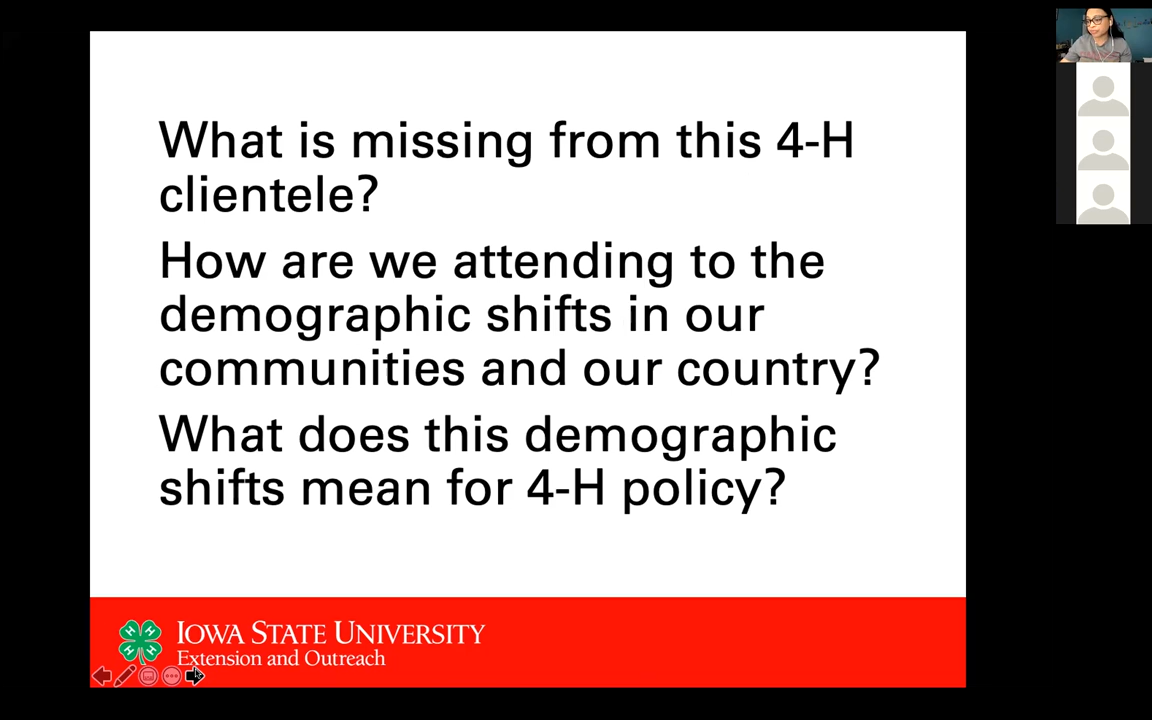 What is missing from this 4-H
clientele?
How are we attending to the
demographic shifts in our
communities and our country?
What does this demographic
shifts mean for 4-H policy?
H H
H H
IOWA STATE UNIVERSITY
Extension and Outreach